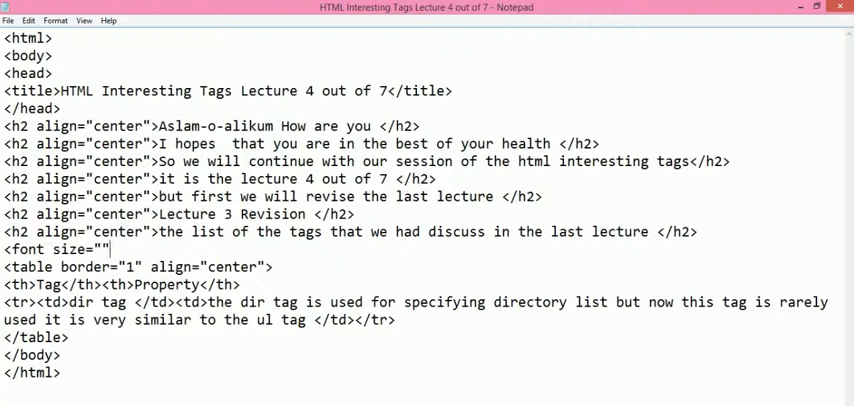 HTML Interesting Tags Lecture 4 out of 7 - Notepad
File Edit Format View Help
<html>
<body>
<head>
<title>HTML Interesting Tags Lecture 4 out of 7</title>
</head>
<h2 align="center">Aslam-o-alikum How are you </h2>
<h2 align="center">I hopes  that you are in the best of your health </h2>
<h2 align="center">So we will continue with our session of the html interesting tags</h2>
<h2 align="center">it is the lecture 4 out of 7 </h2>
<h2 align="center">but first we will revise the last lecture </h2>
<h2 align="center">Lecture 3 Revision </h2>
<h2 align="center">the list of the tags that we had discuss in the last lecture </h2>
<font size=""
<table border="1" align="center">
<th>Tag</th><th>Property</th>
<tr><td>dir tag </td><td>the dir tag is used for specifying directory list but now this tag is rarely
used it is very similar to the ul tag </td></tr>
</table>
</body>
</html>